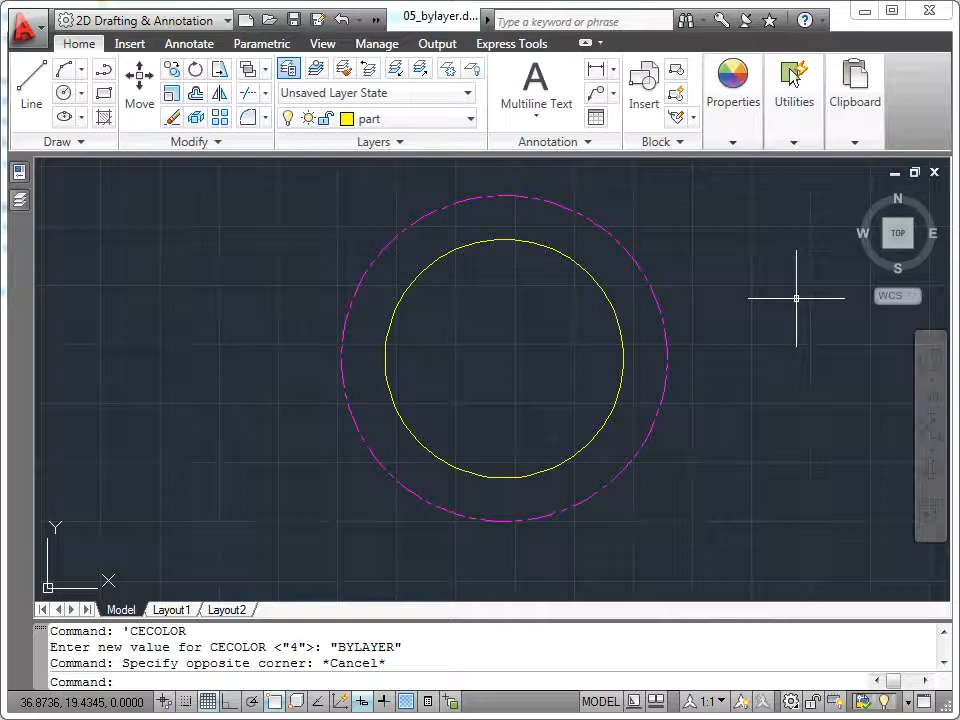 2D Drafting & Annotation
05_bylayer.d...
Type a keyword or phrase
Home Insert Annotate Parametric View Manage Output Express Tools
Unsaved Layer State
Line Move Multiline Text Insert Properties Utilities Clipboard
part
Draw Modify Layers Annotation Block
N
W TOP E
S
WCS
Y
X
Model Layout1 Layout2
Command: 'CECOLOR
Enter new value for CECOLOR <"4">: "BYLAYER"
Command: Specify opposite corner: *Cancel*
Command:
36.8736, 19.4345, 0.0000 MODEL 1:1